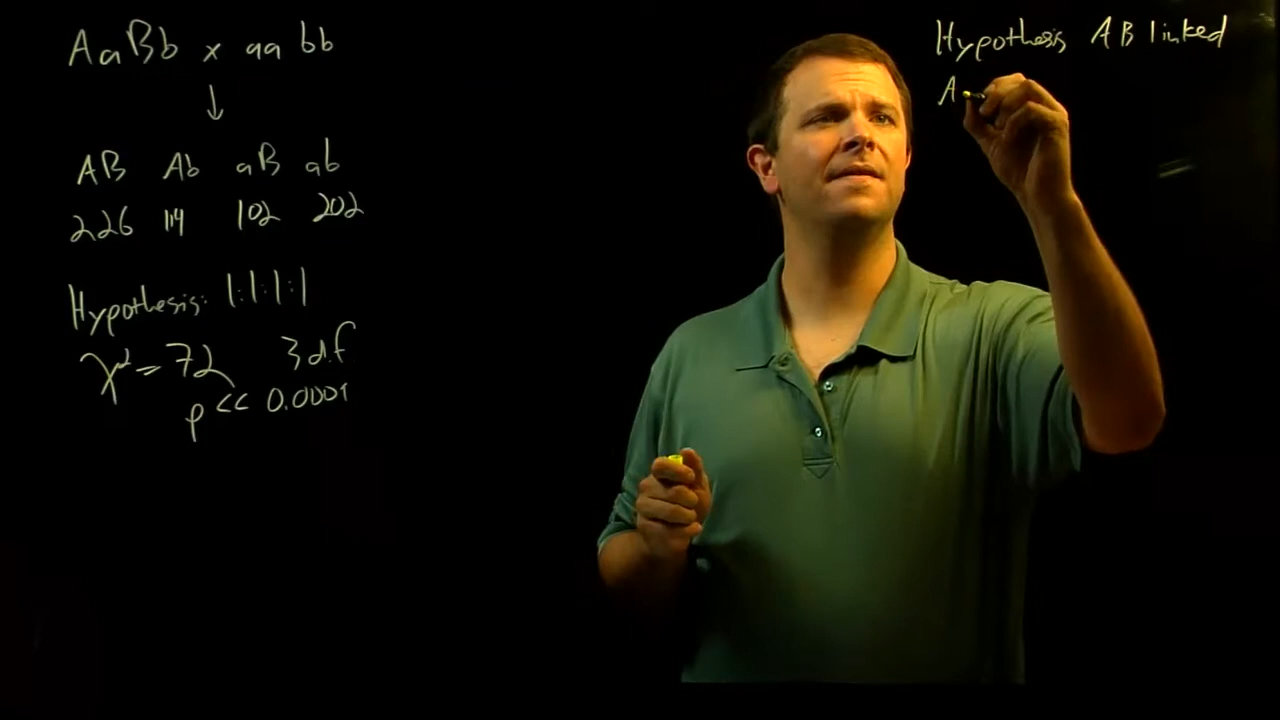 AaBb x aa bb
↓
AB Ab aB ab
226 114 102 202
Hypothesis: 1:1:1:1
χ² = 72 3 d.f
p << 0.0001
Hypothesis AB linked
A